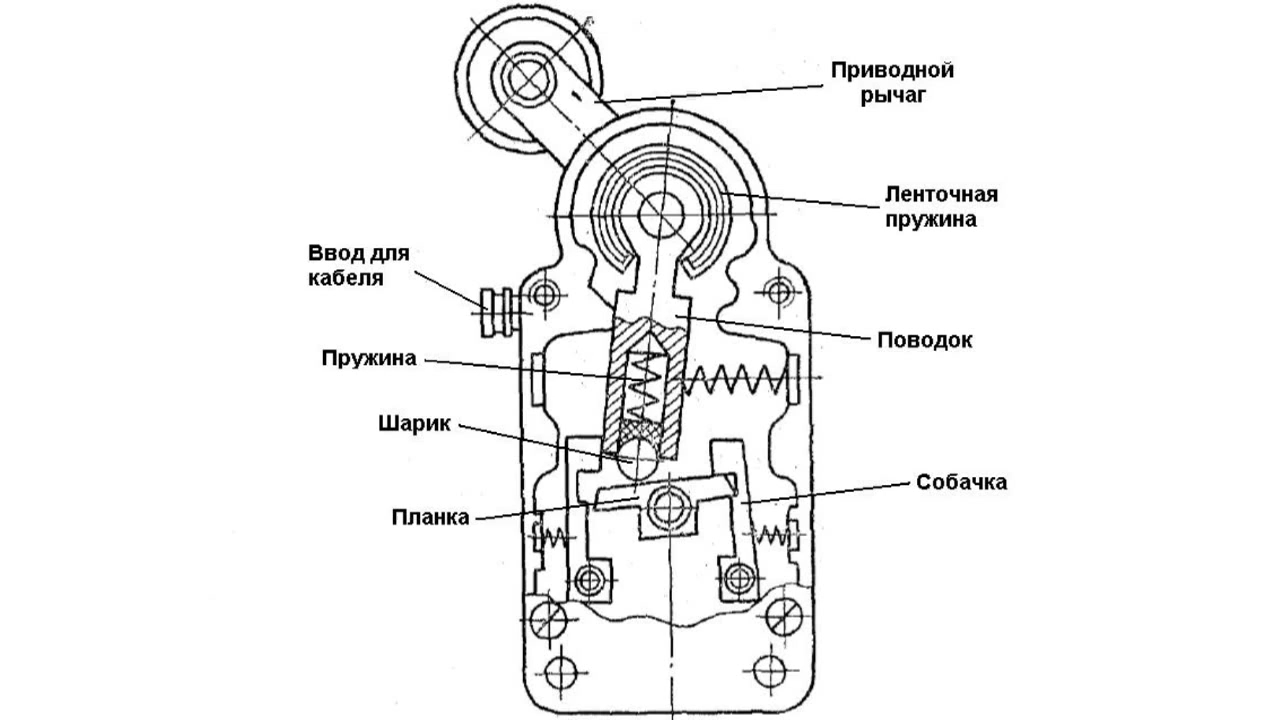 Приводной
рычаг
Ленточная
пружина
Ввод для
кабеля
Поводок
Пружина
Шарик
Собачка
Планка